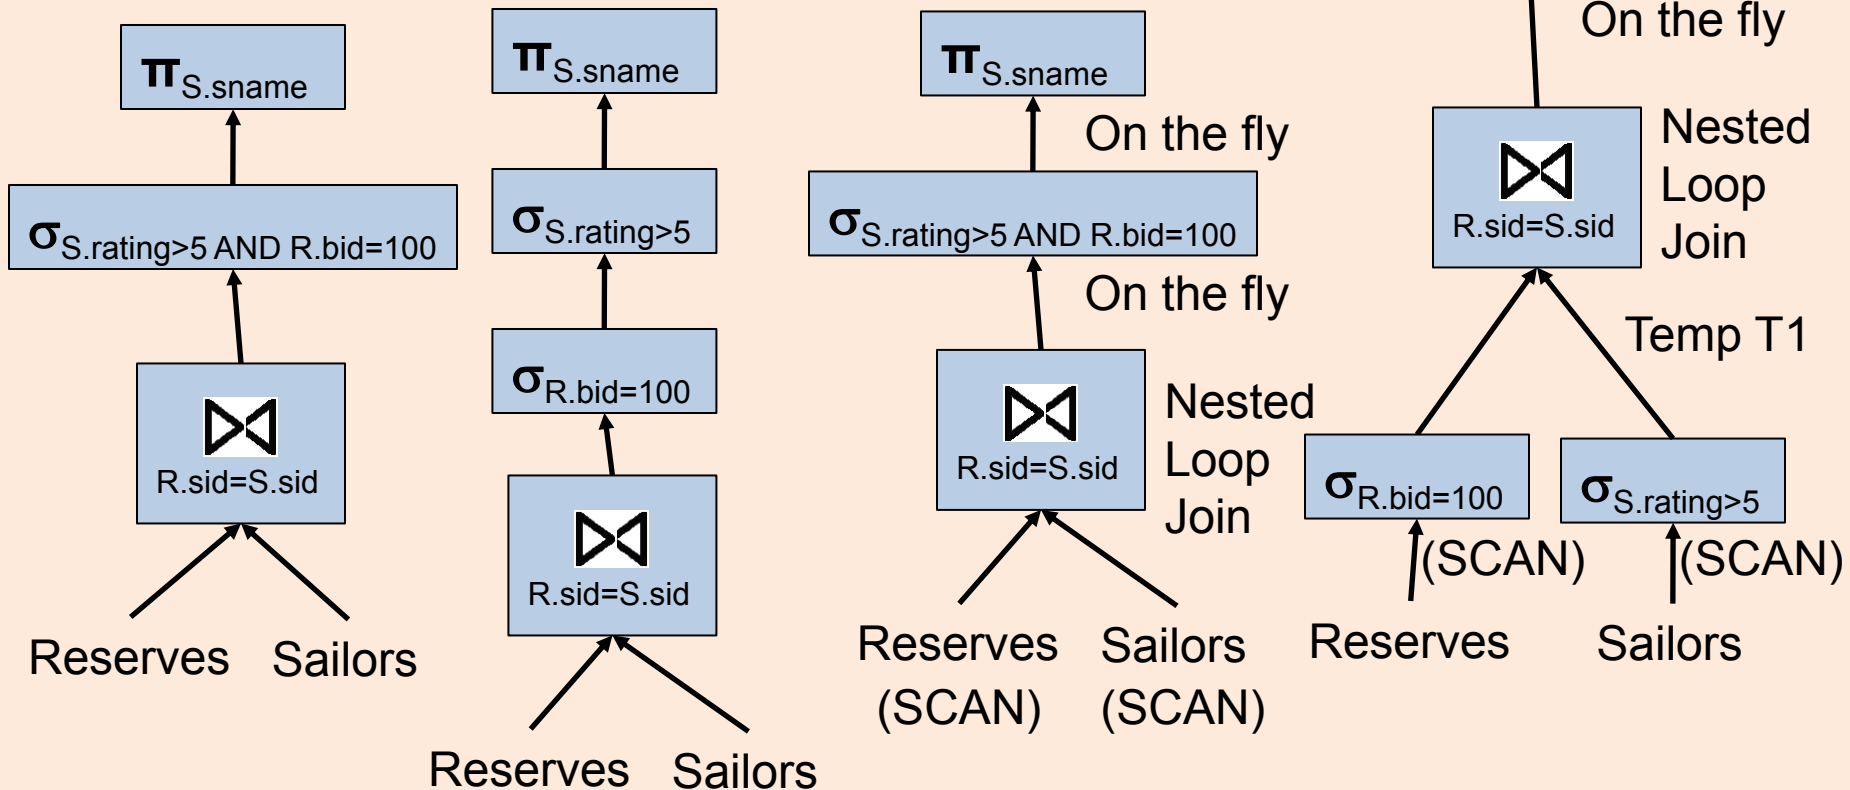 π S.sname
σ S.rating>5 AND R.bid=100
R.sid=S.sid
Reserves Sailors
π S.sname
σ S.rating>5
σ R.bid=100
R.sid=S.sid
Reserves Sailors
π S.sname
On the fly
σ S.rating>5 AND R.bid=100
On the fly
⋈
R.sid=S.sid
Nested
Loop
Join
Reserves Sailors
(SCAN) (SCAN)
On the fly
R.sid=S.sid
Nested
Loop
Join
Temp T1
σ R.bid=100
σ S.rating>5
(SCAN) (SCAN)
Reserves Sailors